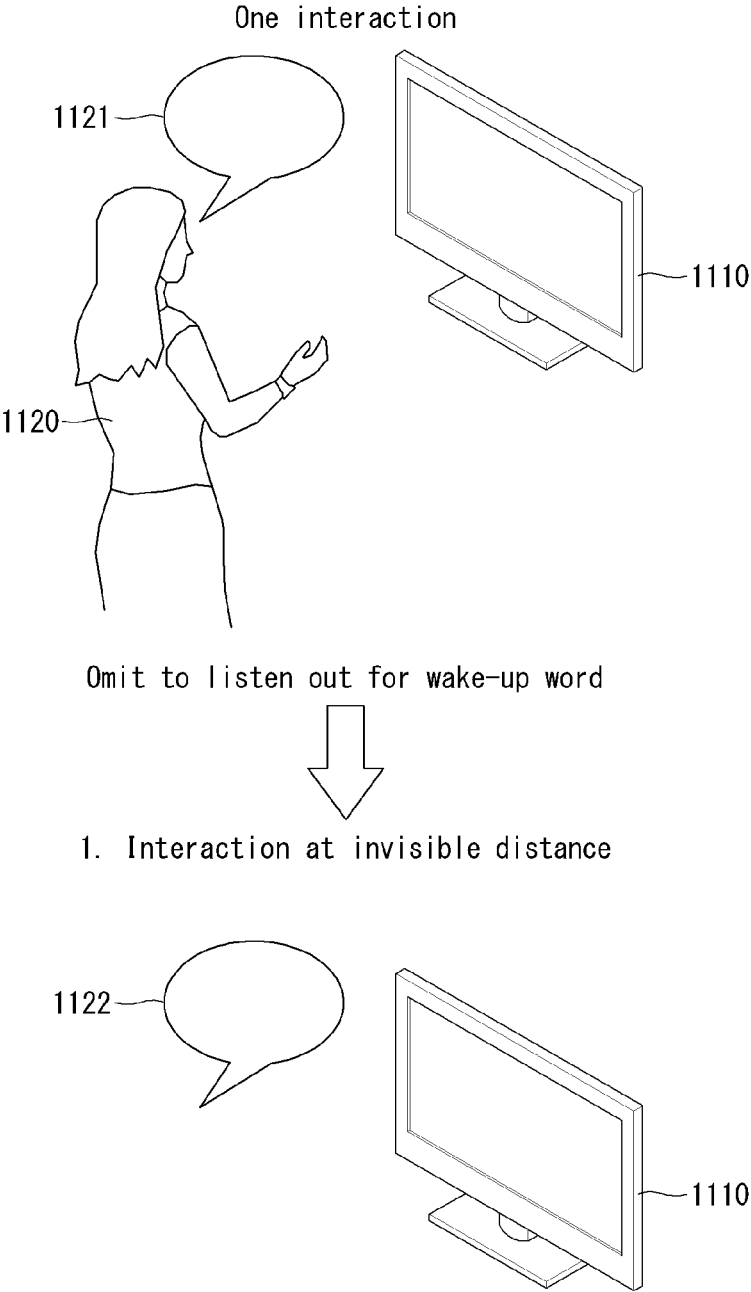 One interaction
1121
1110
1120
Omit to listen out for wake-up word
1. Interaction at invisible distance
1122
1110